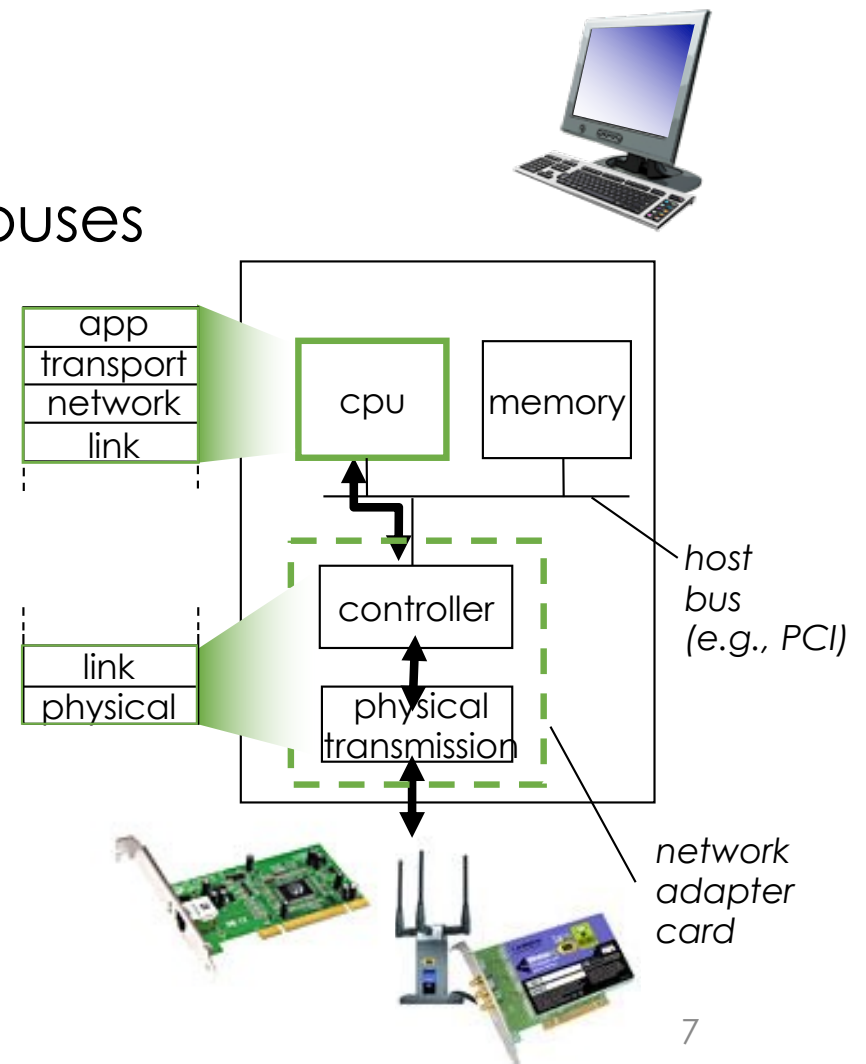 buses
app
transport
network
link
cpu
memory
host
bus
(e.g., PCI)
controller
link
physical
physical
transmission
network
adapter
card
7